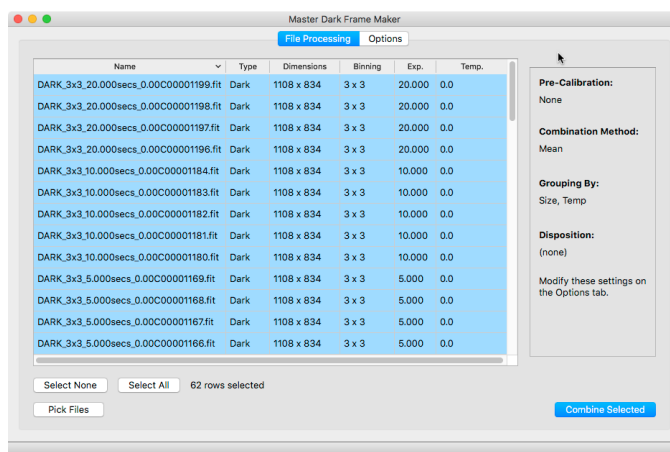 Master Dark Frame Maker
File Processing Options
Name Type Dimensions Binning Exp. Temp.
DARK_3x3_20.000secs_0.00C00001199.fit Dark 1108 x 834 3 x 3 20.000 0.0
DARK_3x3_20.000secs_0.00C00001198.fit Dark 1108 x 834 3 x 3 20.000 0.0
DARK_3x3_20.000secs_0.00C00001197.fit Dark 1108 x 834 3 x 3 20.000 0.0
DARK_3x3_20.000secs_0.00C00001196.fit Dark 1108 x 834 3 x 3 20.000 0.0
DARK_3x3_10.000secs_0.00C00001184.fit Dark 1108 x 834 3 x 3 10.000 0.0
DARK_3x3_10.000secs_0.00C00001183.fit Dark 1108 x 834 3 x 3 10.000 0.0
DARK_3x3_10.000secs_0.00C00001182.fit Dark 1108 x 834 3 x 3 10.000 0.0
DARK_3x3_10.000secs_0.00C00001181.fit Dark 1108 x 834 3 x 3 10.000 0.0
DARK_3x3_10.000secs_0.00C00001180.fit Dark 1108 x 834 3 x 3 10.000 0.0
DARK_3x3_5.000secs_0.00C00001169.fit Dark 1108 x 834 3 x 3 5.000 0.0
DARK_3x3_5.000secs_0.00C00001168.fit Dark 1108 x 834 3 x 3 5.000 0.0
DARK_3x3_5.000secs_0.00C00001167.fit Dark 1108 x 834 3 x 3 5.000 0.0
DARK_3x3_5.000secs_0.00C00001166.fit Dark 1108 x 834 3 x 3 5.000 0.0
Pre-Calibration:
None
Combination Method:
Mean
Grouping By:
Size, Temp
Disposition:
(none)
Modify these settings on
the Options tab.
Select None Select All 62 rows selected
Pick Files Combine Selected